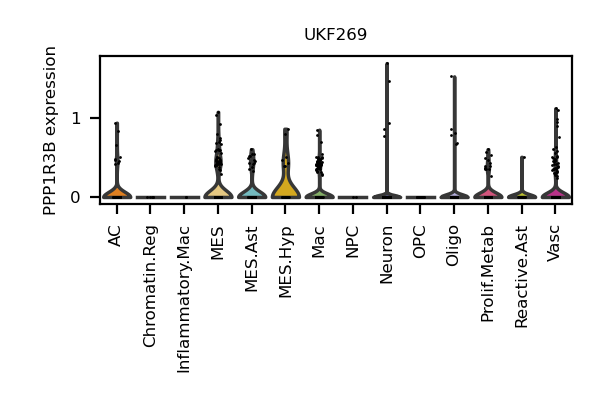 UKF269
PPP1R3B expression
1
0
AC
Chromatin.Reg
Inflammatory.Mac
MES
MES.Ast
MES.Hyp
Mac
NPC
Neuron
OPC
Oligo
Prolif.Metab
Reactive.Ast
Vasc